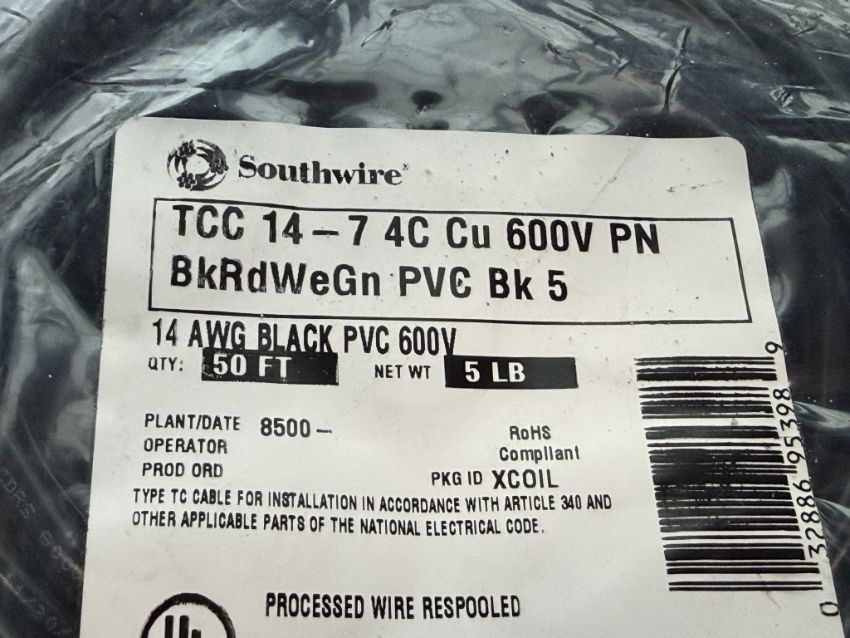 Southwire
TCC 14-7 4C Cu 600V PN
BkRdWeGn PVC Bk 5
14 AWG BLACK PVC 600V
QTY: 50 FT NET WT 5 LB
PLANT/DATE 8500-
OPERATOR
PROD ORD
RoHS
Compliant
PKG ID XCOIL
TYPE TC CABLE FOR INSTALLATION IN ACCORDANCE WITH ARTICLE 340 AND
OTHER APPLICABLE PARTS OF THE NATIONAL ELECTRICAL CODE.
PROCESSED WIRE RESPOOLED
UL
0 32886 95398 9